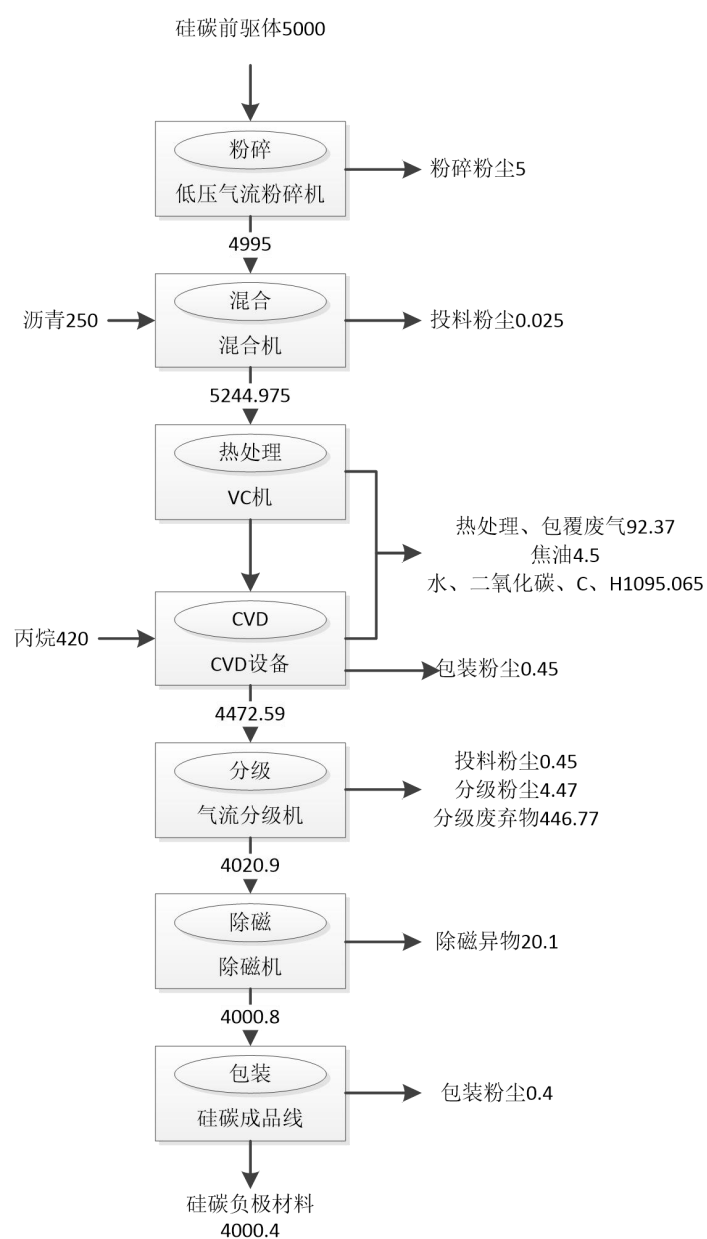 硅碳前驱体5000
粉碎
低压气流粉碎机
粉碎粉尘5
4995
沥青250
混合
混合机
投料粉尘0.025
5244.975
热处理
VC机
热处理、包覆废气92.37
焦油4.5
水、二氧化碳、C、H1095.065
丙烷420
CVD
CVD设备
包装粉尘0.45
4472.59
分级
气流分级机
投料粉尘0.45
分级粉尘4.47
分级废弃物446.77
4020.9
除磁
除磁机
除磁异物20.1
4000.8
包装
硅碳成品线
包装粉尘0.4
硅碳负极材料
4000.4